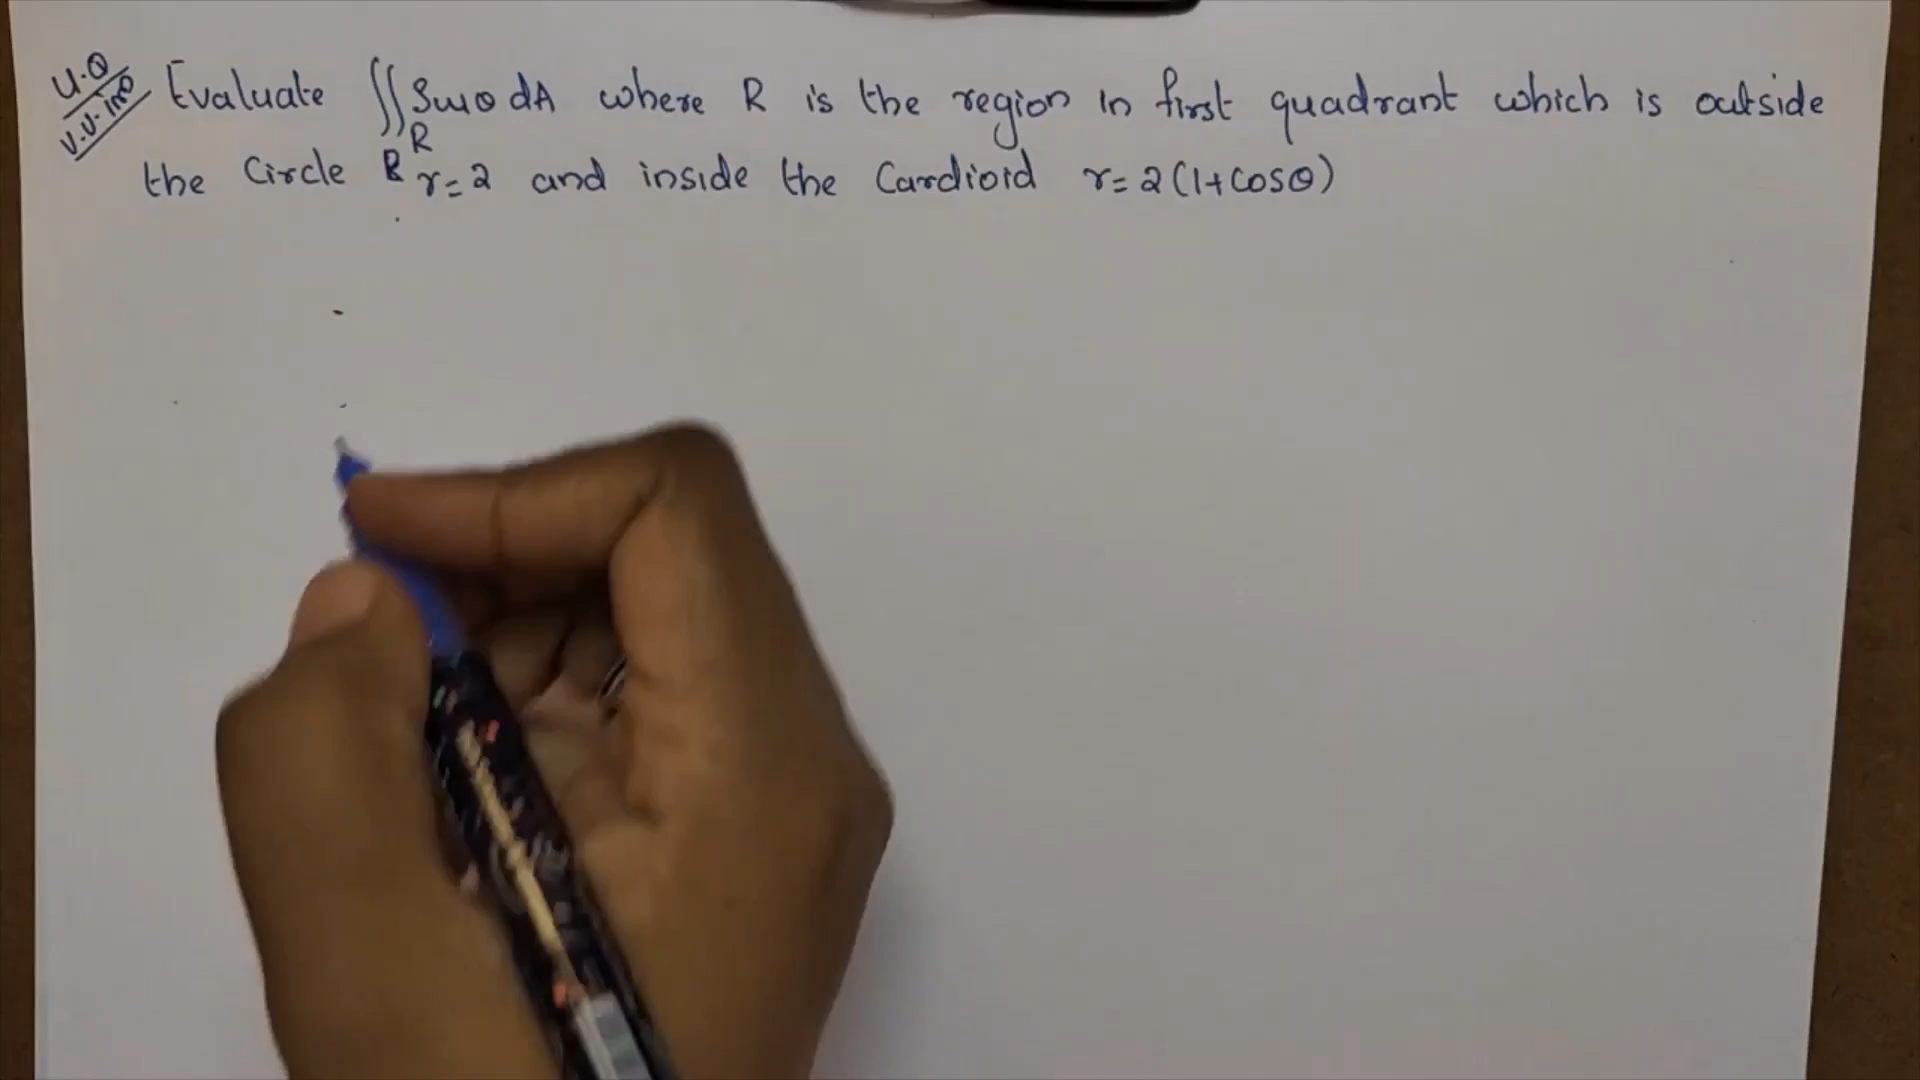 U.Q
V.V.imp
Evaluate ∬_R Sinθ dA where R is the region in first quadrant which is outside
the Circle r=2 and inside the Cardioid r=2(1+cosθ)